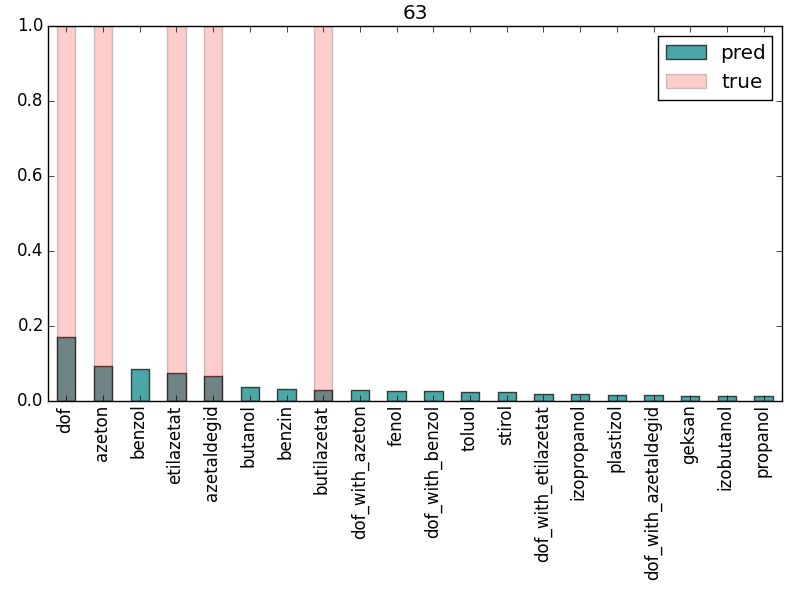 63
1.0
0.8
0.6
0.4
0.2
0.0
pred
true
dof
azeton
benzol
etilazetat
azetaldegid
butanol
benzin
butilazetat
dof_with_azeton
fenol
dof_with_benzol
toluol
stirol
dof_with_etilazetat
izopropanol
plastizol
dof_with_azetaldegid
geksan
izobutanol
propanol